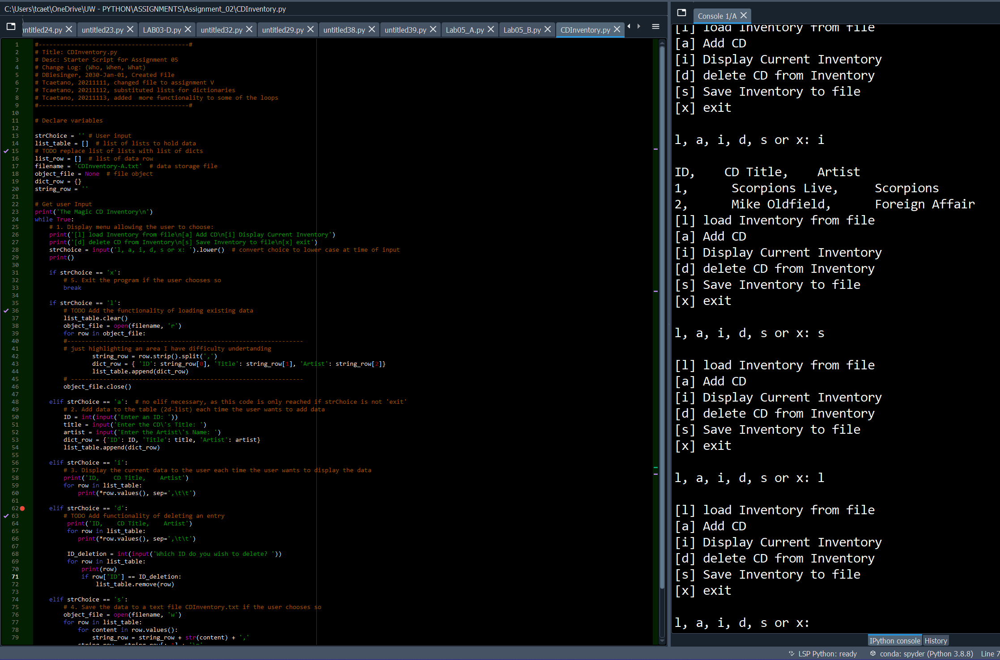 C:\Users\tcaet\OneDrive\UW - PYTHON\ASSIGNMENTS\Assignment_02\CDInventory.py
untitled24.py untitled23.py LAB03-D.py untitled32.py untitled29.py untitled38.py untitled39.py Lab05_A.py Lab05_B.py CDInventory.py
1 #------------------------------------------#
2 # Title: CDInventory.py
3 # Desc: Starter Script for Assignment 05
4 # Change Log: (Who, When, What)
5 # DBiesinger, 2030-Jan-01, Created File
6 # Tcaetano, 20211111, changed file to assignment V
7 # Tcaetano, 20211112, substituted lists for dictionaries
8 # Tcaetano, 20211113, added  more functionality to some of the loops
9 #------------------------------------------#
10
11 # Declare variables
12
13 strChoice = '' # User input
14 list_table = []  # list of lists to hold data
15 # TODO replace list of lists with list of dicts
16 list_row = []  # list of data row
17 filename = 'CDInventory-A.txt'  # data storage file
18 object_file = None  # file object
19 dict_row = {}
20 string_row = ''
21
22 # Get user Input
23 print('The Magic CD Inventory\n')
24 while True:
25     # 1. Display menu allowing the user to choose:
26     print('[l] load Inventory from file\n[a] Add CD\n[i] Display Current Inventory')
27     print('[d] delete CD from Inventory\n[s] Save Inventory to file\n[x] exit')
28     strChoice = input('l, a, i, d, s or x: ').lower()  # convert choice to lower case at time of input
29     print()
30
31     if strChoice == 'x':
32         # 5. Exit the program if the user chooses so
33         break
34
35     if strChoice == 'l':
36         # TODO Add the functionality of loading existing data
37         list_table.clear()
38         object_file = open(filename, 'r')
39         for row in object_file:
40         #------------------------------------------------------------------
41         # just highlighting an area I have difficulty undertanding
42                 string_row = row.strip().split(',')
43                 dict_row = { 'ID': string_row[0], 'Title': string_row[1], 'Artist': string_row[2]}
44                 list_table.append(dict_row)
45         # -----------------------------------------------------------------
46         object_file.close()
47
48     elif strChoice == 'a':  # no elif necessary, as this code is only reached if strChoice is not 'exit'
49         # 2. Add data to the table (2d-list) each time the user wants to add data
50         ID = int(input('Enter an ID: '))
51         title = input('Enter the CD\'s Title: ')
52         artist = input('Enter the Artist\'s Name: ')
53         dict_row = {'ID': ID, 'Title': title, 'Artist': artist}
54         list_table.append(dict_row)
55
56     elif strChoice == 'i':
57         # 3. Display the current data to the user each time the user wants to display the data
58         print('ID,    CD Title,    Artist')
59         for row in list_table:
60             print(*row.values(), sep=',\t\t')
61
62     elif strChoice == 'd':
63         # TODO Add functionality of deleting an entry
64          print('ID,    CD Title,    Artist')
65          for row in list_table:
66             print(*row.values(), sep=',\t\t')
67
68          ID_deletion = int(input('Which ID do you wish to delete? '))
69          for row in list_table:
70              print(row)
71              if row['ID'] == ID_deletion:
72                  list_table.remove(row)
73
74     elif strChoice == 's':
75         # 4. Save the data to a text file CDInventory.txt if the user chooses so
76         object_file = open(filename, 'w')
77         for row in list_table:
78             for content in row.values():
79                 string_row = string_row + str(content) + ','
Console 1/A
[l] load Inventory from file
[a] Add CD
[i] Display Current Inventory
[d] delete CD from Inventory
[s] Save Inventory to file
[x] exit
l, a, i, d, s or x: i
ID,    CD Title,    Artist
1,      Scorpions Live,     Scorpions
2,      Mike Oldfield,      Foreign Affair
[l] load Inventory from file
[a] Add CD
[i] Display Current Inventory
[d] delete CD from Inventory
[s] Save Inventory to file
[x] exit
l, a, i, d, s or x: s
[l] load Inventory from file
[a] Add CD
[i] Display Current Inventory
[d] delete CD from Inventory
[s] Save Inventory to file
[x] exit
l, a, i, d, s or x: l
[l] load Inventory from file
[a] Add CD
[i] Display Current Inventory
[d] delete CD from Inventory
[s] Save Inventory to file
[x] exit
l, a, i, d, s or x:
IPython console History
LSP Python: ready conda: spyder (Python 3.8.8) Line